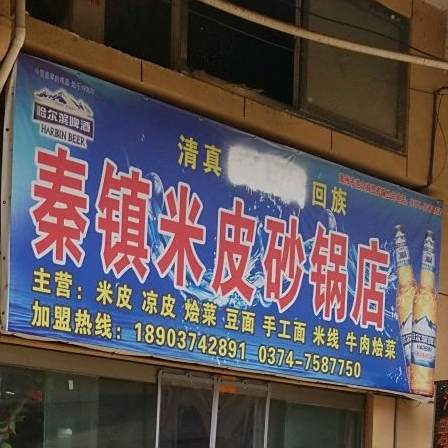 哈尔滨啤酒
HARBIN BEER
清真 回族
秦镇米皮砂锅店
主营：米皮 凉皮 烩菜 豆面 手工面 米线 牛肉烩菜
加盟热线：18903742891 0374-7587750